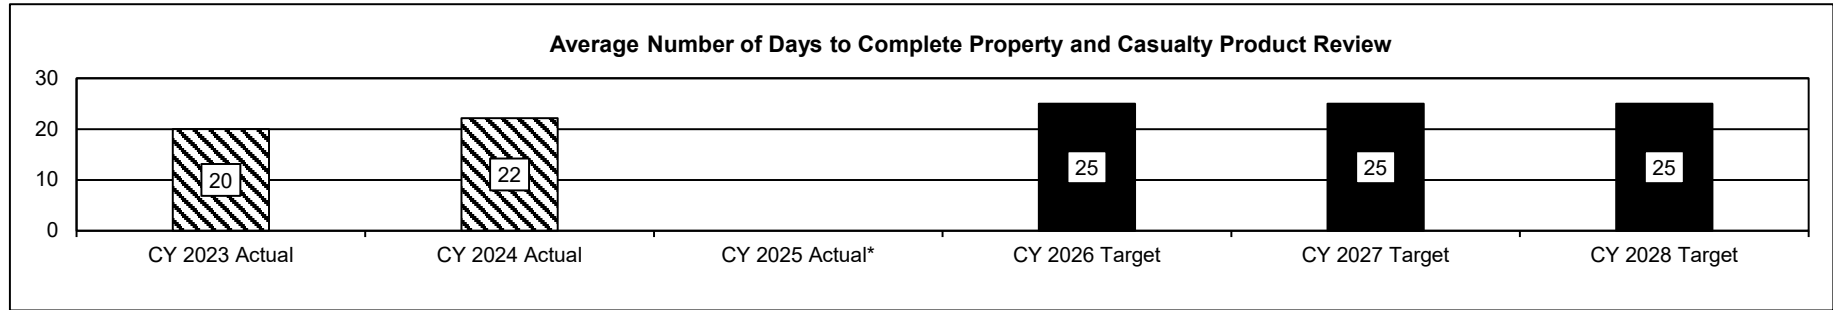 Average Number of Days to Complete Property and Casualty Product Review
30
20
10
0
20
22
25
25
25
CY 2023 Actual
CY 2024 Actual
CY 2025 Actual*
CY 2026 Target
CY 2027 Target
CY 2028 Target